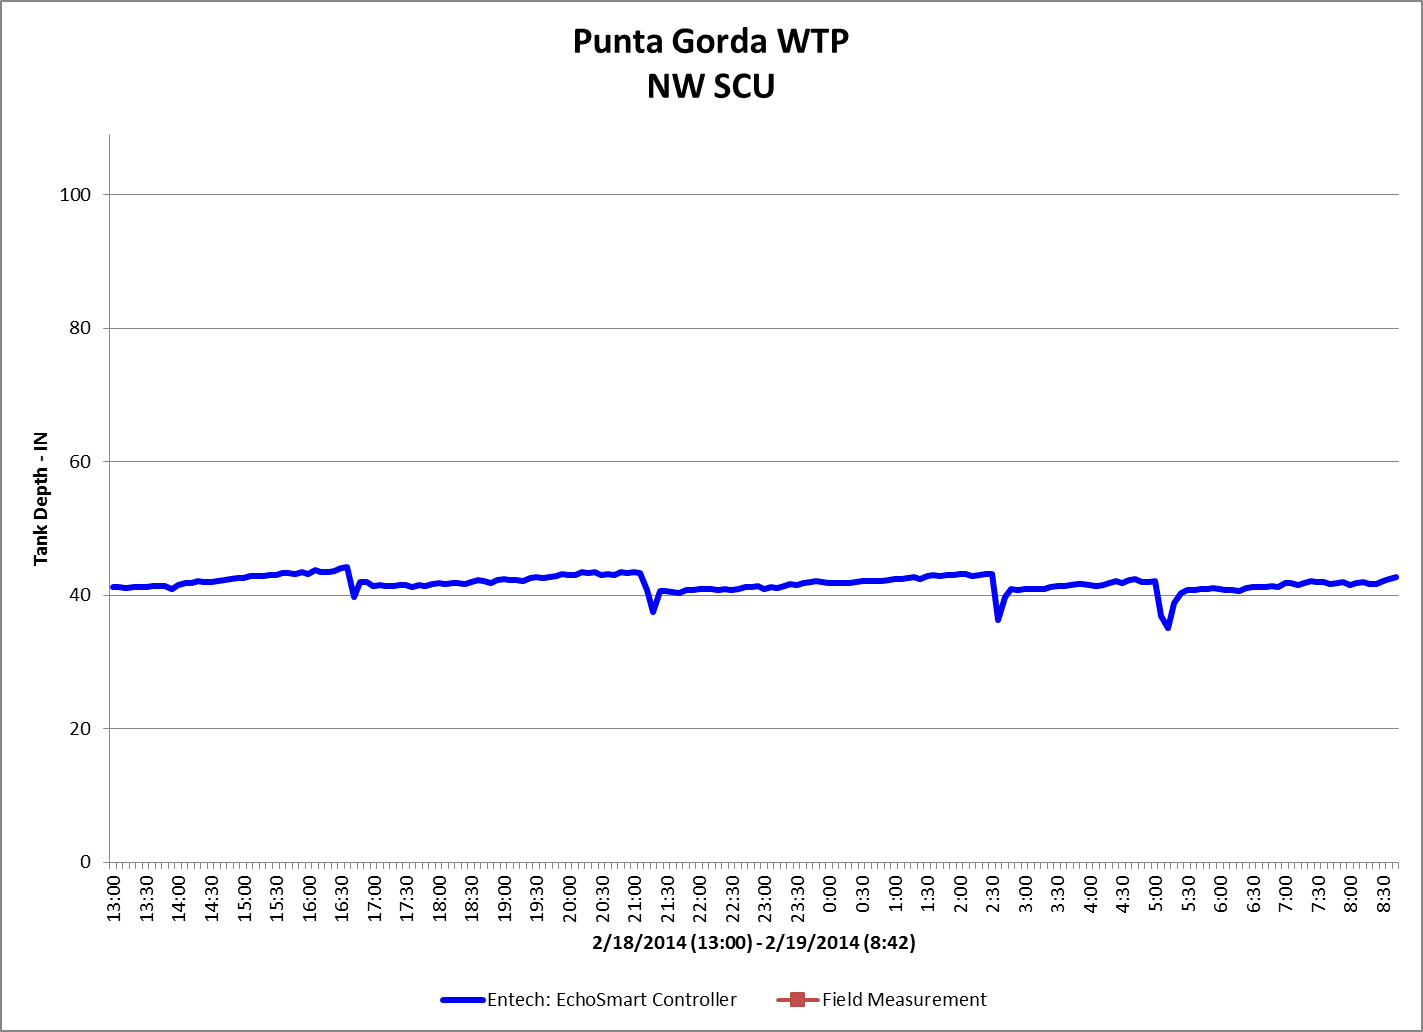 Punta Gorda WTP
NW SCU
Tank Depth - IN
100
80
60
40
20
0
13:00 13:30 14:00 14:30 15:00 15:30 16:00 16:30 17:00 17:30 18:00 18:30 19:00 19:30 20:00 20:30 21:00 21:30 22:00 22:30 23:00 23:30 0:00 0:30 1:00 1:30 2:00 2:30 3:00 3:30 4:00 4:30 5:00 5:30 6:00 6:30 7:00 7:30 8:00 8:30
2/18/2014 (13:00) - 2/19/2014 (8:42)
Entech: EchoSmart Controller Field Measurement